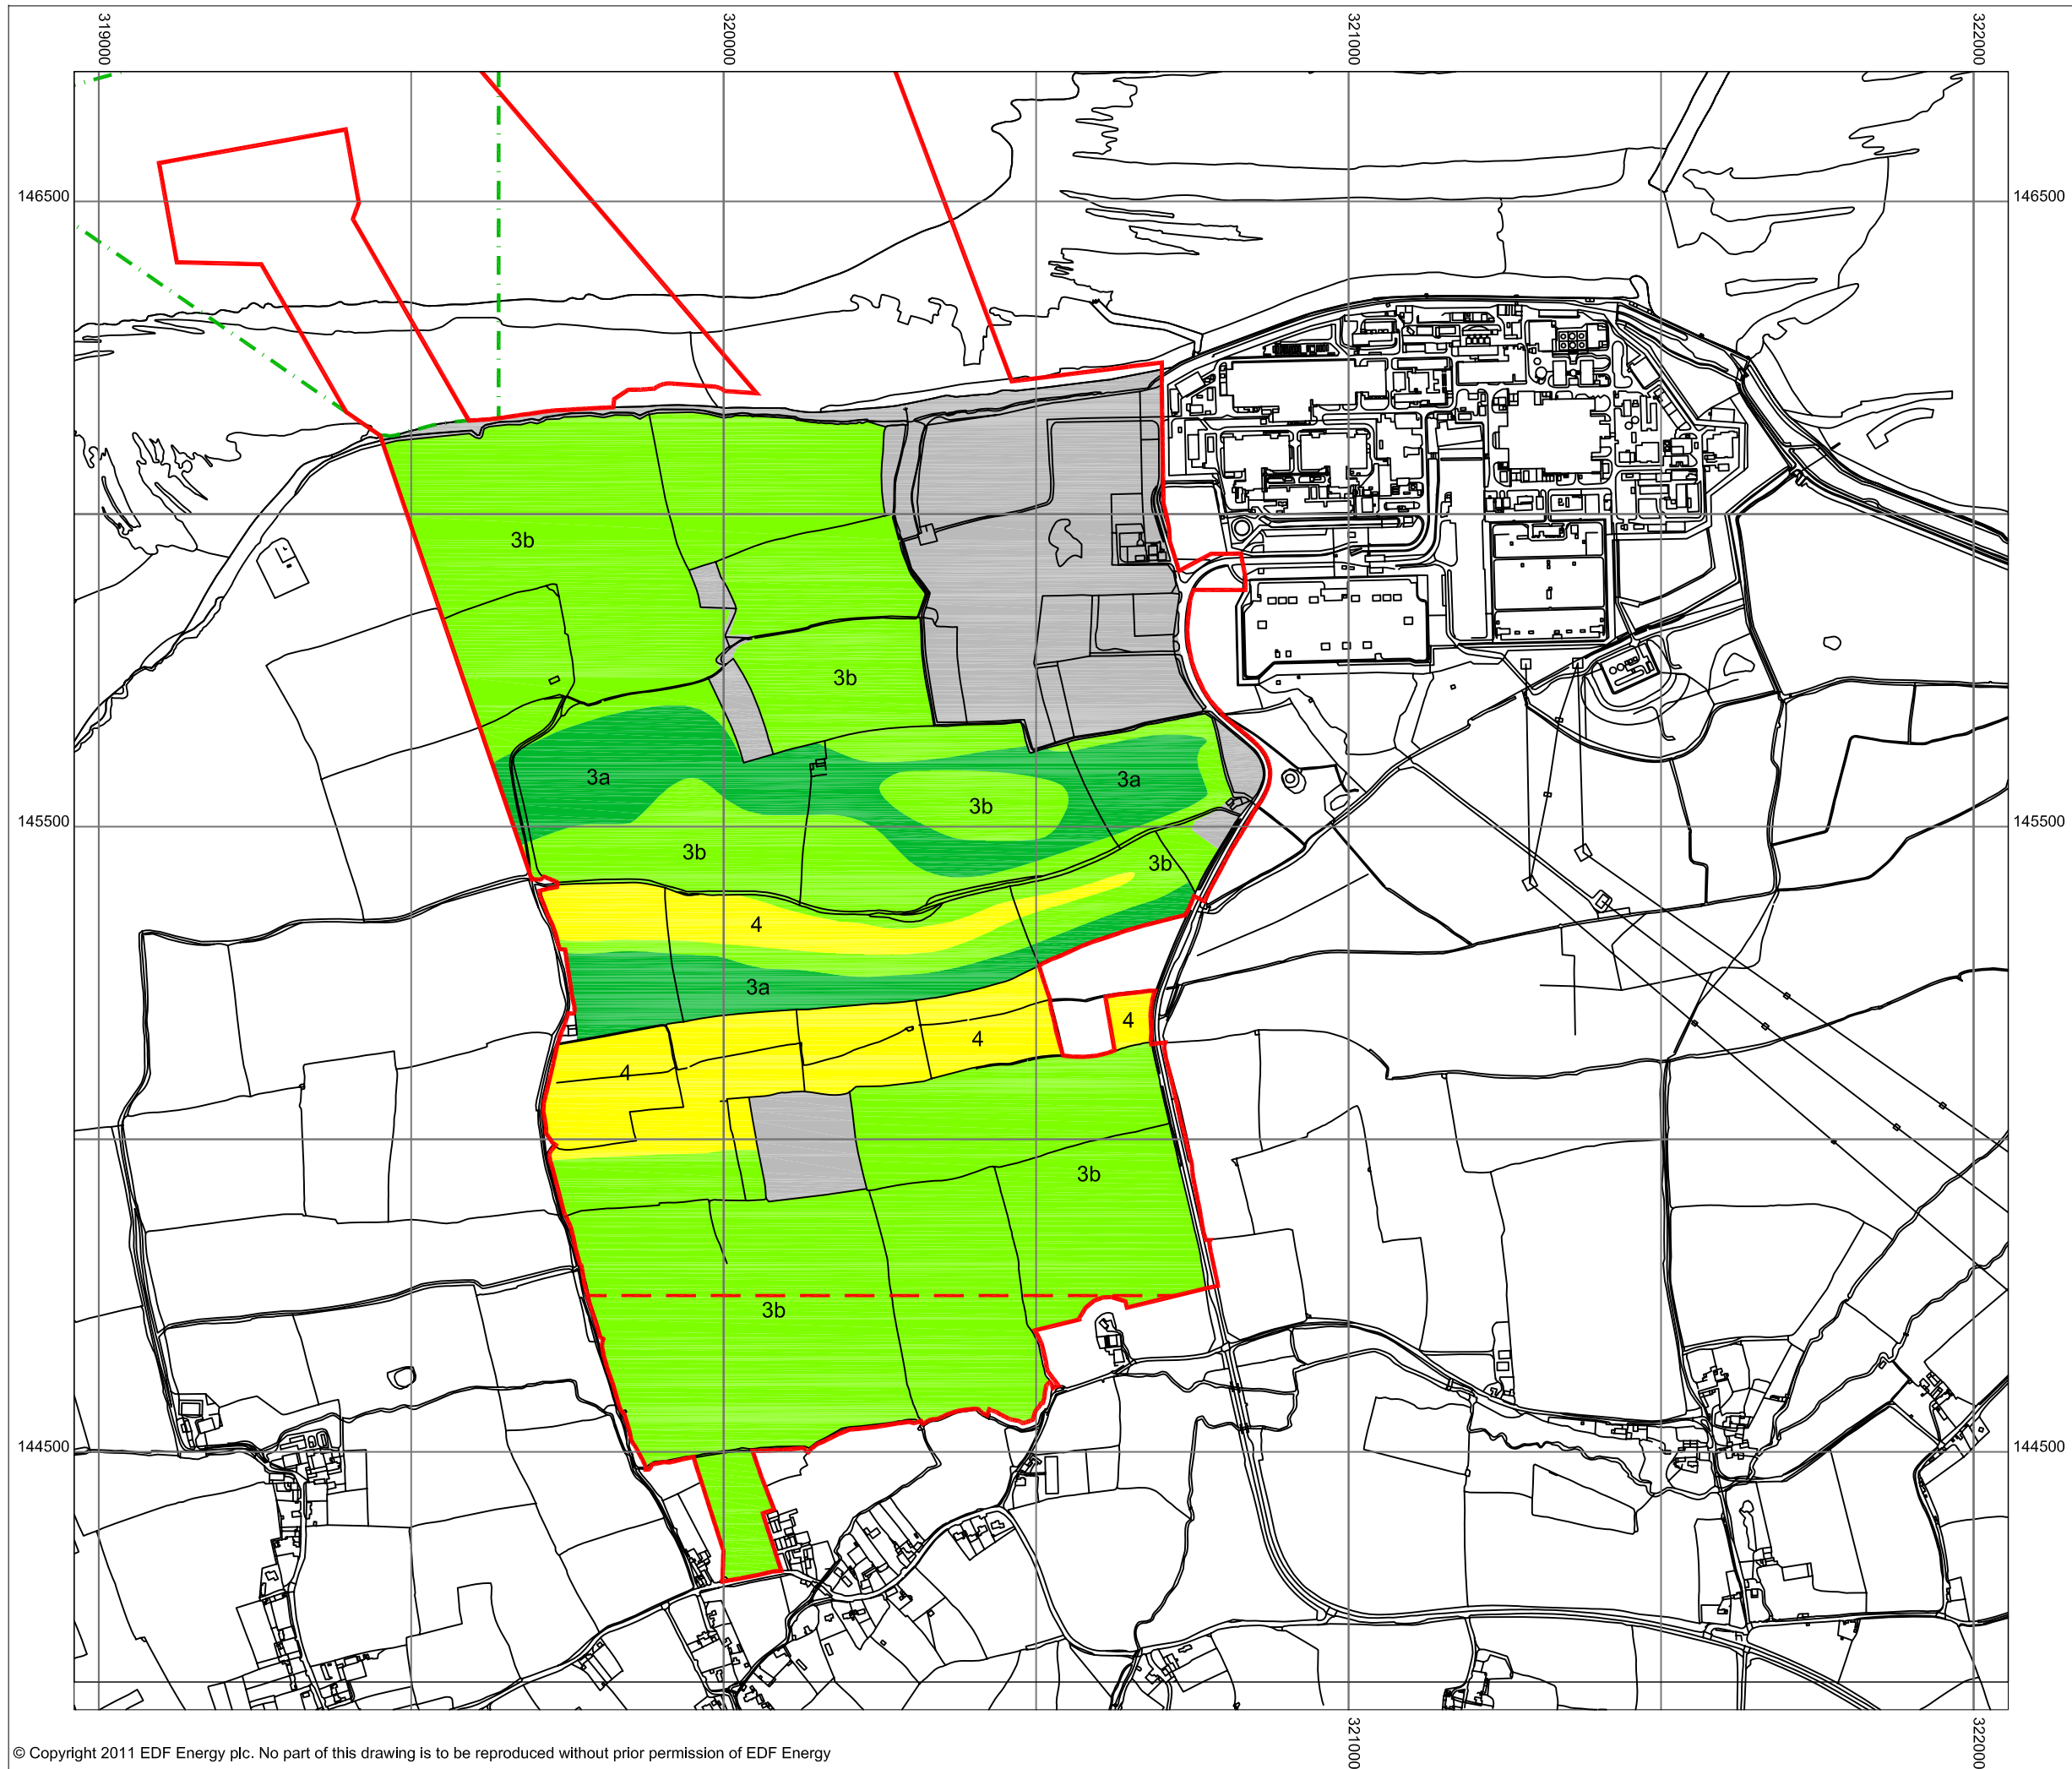 319000
320000
321000
322000
146500
146500
3b
3b
3a
3a
3b
145500
145500
3b
3b
4
3a
4
4
4
3b
3b
144500
144500
321000
322000
© Copyright 2011 EDF Energy plc. No part of this drawing is to be reproduced without prior permission of EDF Energy